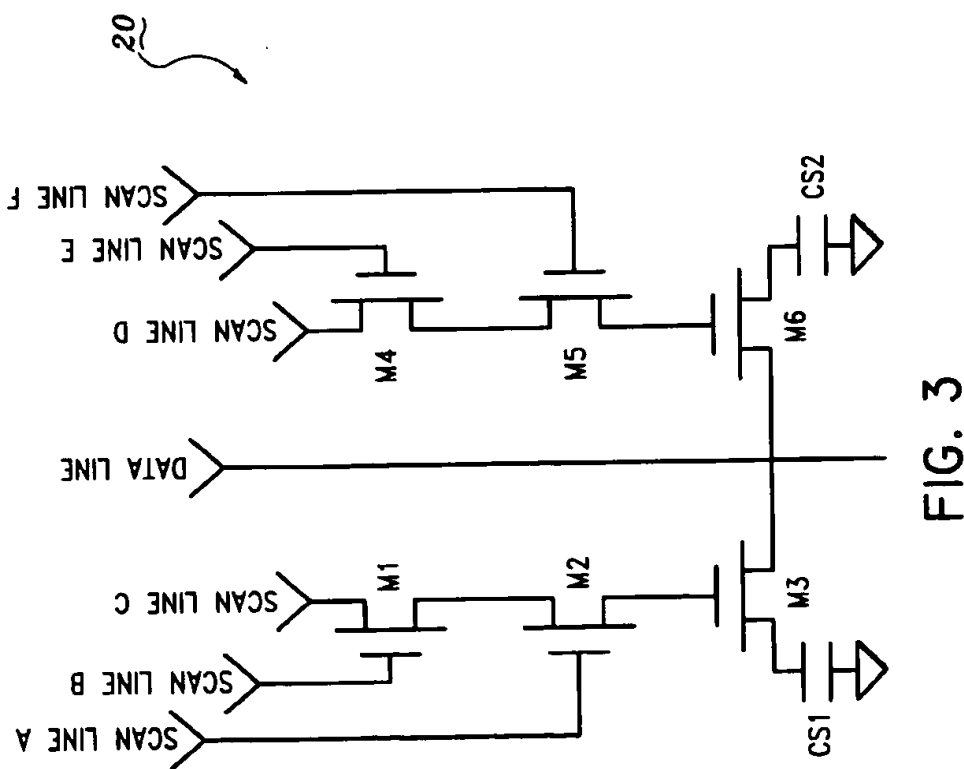 20
SCAN LINE A
SCAN LINE B
SCAN LINE C
DATA LINE
SCAN LINE D
SCAN LINE E
SCAN LINE F
M1
M2
M3
M4
M5
M6
CS1
CS2
FIG. 3